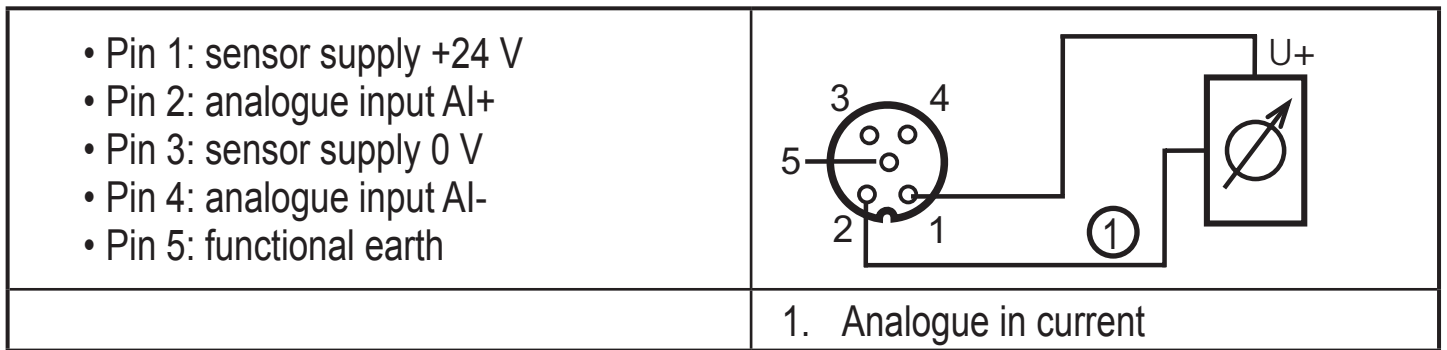 • Pin 1: sensor supply +24 V
• Pin 2: analogue input AI+
• Pin 3: sensor supply 0 V
• Pin 4: analogue input AI-
• Pin 5: functional earth
U+
3 4
5
2 1
1
1. Analogue in current